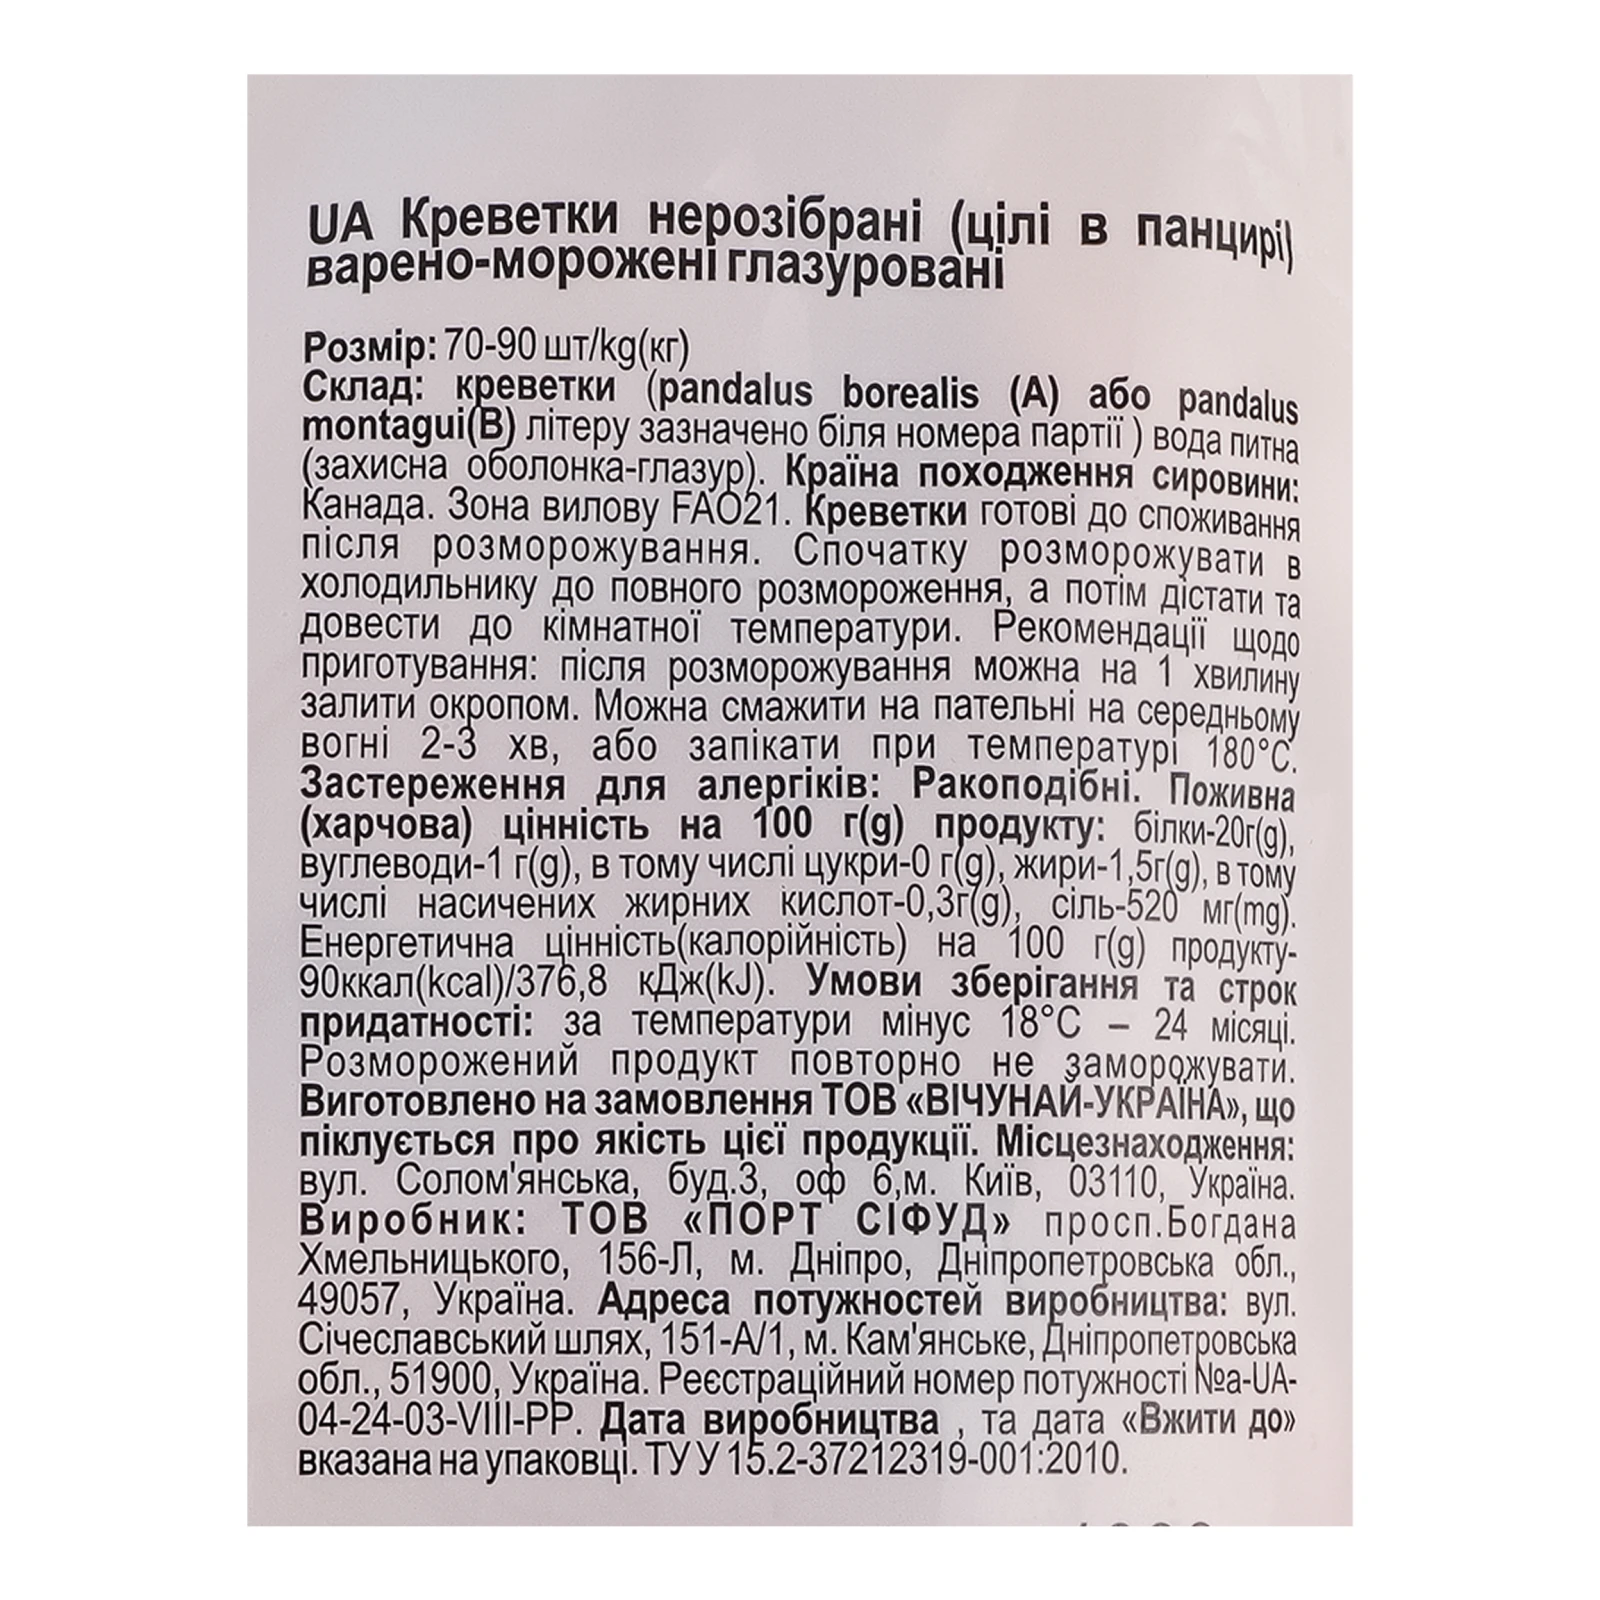 UA Креветки нерозібрані (цілі в панцирі)
варено-морожені глазуровані
Розмір: 70-90 шт/kg(кг)
Склад: креветки (pandalus borealis (A) або pandalus
montagui(B) літеру зазначено біля номера партії ) вода питна
(захисна оболонка-глазур). Країна походження сировини:
Канада. Зона вилову FAO21. Креветки готові до споживання
після розморожування. Спочатку розморожувати в
холодильнику до повного розмороження, а потім дістати та
довести до кімнатної температури. Рекомендації щодо
приготування: після розморожування можна на 1 хвилину
залити окропом. Можна смажити на пательні на середньому
вогні 2-3 хв, або запікати при температурі 180°С.
Застереження для алергіків: Ракоподібні. Поживна
(харчова) цінність на 100 г(g) продукту: білки-20г(g),
вуглеводи-1 г(g), в тому числі цукри-0 г(g), жири-1,5г(g), в тому
числі насичених жирних кислот-0,3г(g), сіль-520 мг(mg).
Енергетична цінність(калорійність) на 100 г(g) продукту-
90ккал(kcal)/376,8 кДж(kJ). Умови зберігання та строк
придатності: за температури мінус 18°С – 24 місяці.
Розморожений продукт повторно не заморожувати.
Виготовлено на замовлення ТОВ «ВІЧУНАЙ-УКРАЇНА», що
піклується про якість цієї продукції. Місцезнаходження:
вул. Солом'янська, буд.3, оф 6,м. Київ, 03110, Україна.
Виробник: ТОВ «ПОРТ СІФУД» просп.Богдана
Хмельницького, 156-Л, м. Дніпро, Дніпропетровська обл.,
49057, Україна. Адреса потужностей виробництва: вул.
Січеславський шлях, 151-А/1, м. Кам'янське, Дніпропетровська
обл., 51900, Україна. Реєстраційний номер потужності №a-UA-
04-24-03-VIII-PP. Дата виробництва , та дата «Вжити до»
вказана на упаковці. ТУ У 15.2-37212319-001:2010.